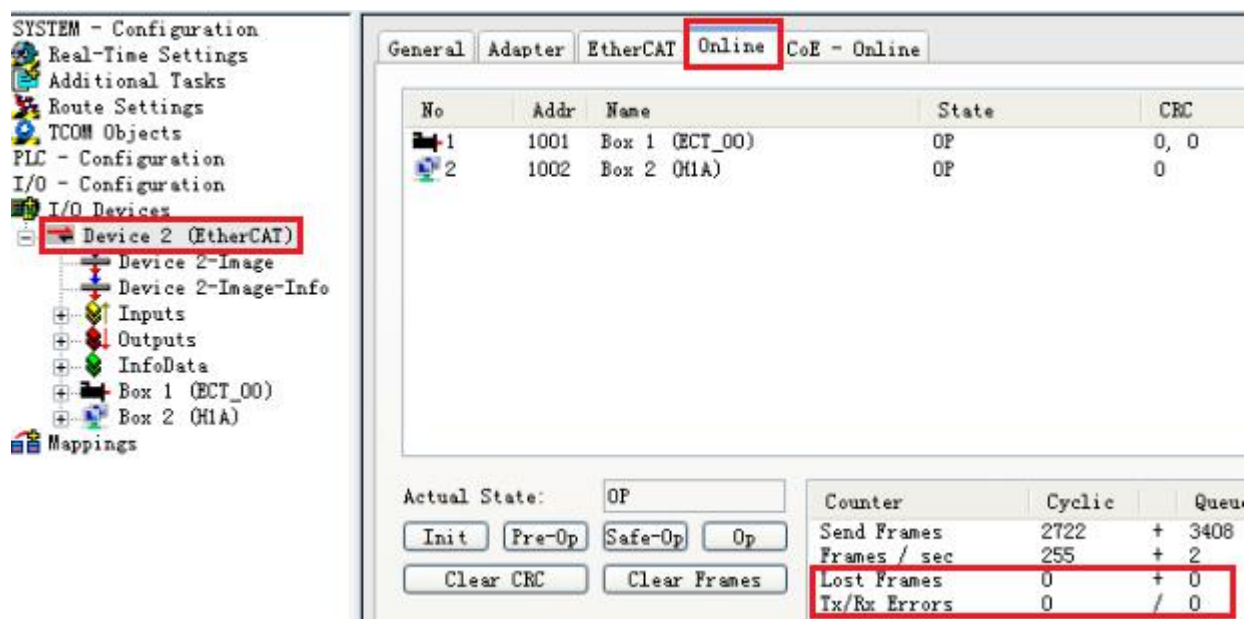 SYSTEM - Configuration
Real-Time Settings
Additional Tasks
Route Settings
TCOM Objects
PLC - Configuration
I/O - Configuration
I/O Devices
Device 2 (EtherCAT)
Device 2-Image
Device 2-Image-Info
Inputs
Outputs
InfoData
Box 1 (ECT_00)
Box 2 (H1A)
Mappings
General Adapter EtherCAT Online CoE - Online
No Addr Name State CRC
1 1001 Box 1 (ECT_00) OP 0, 0
2 1002 Box 2 (H1A) OP 0
Actual State: OP
Init Pre-Op Safe-Op Op
Clear CRC Clear Frames
Counter Cyclic Queue
Send Frames 2722 + 3408
Frames / sec 255 + 2
Lost Frames 0 + 0
Tx/Rx Errors 0 / 0